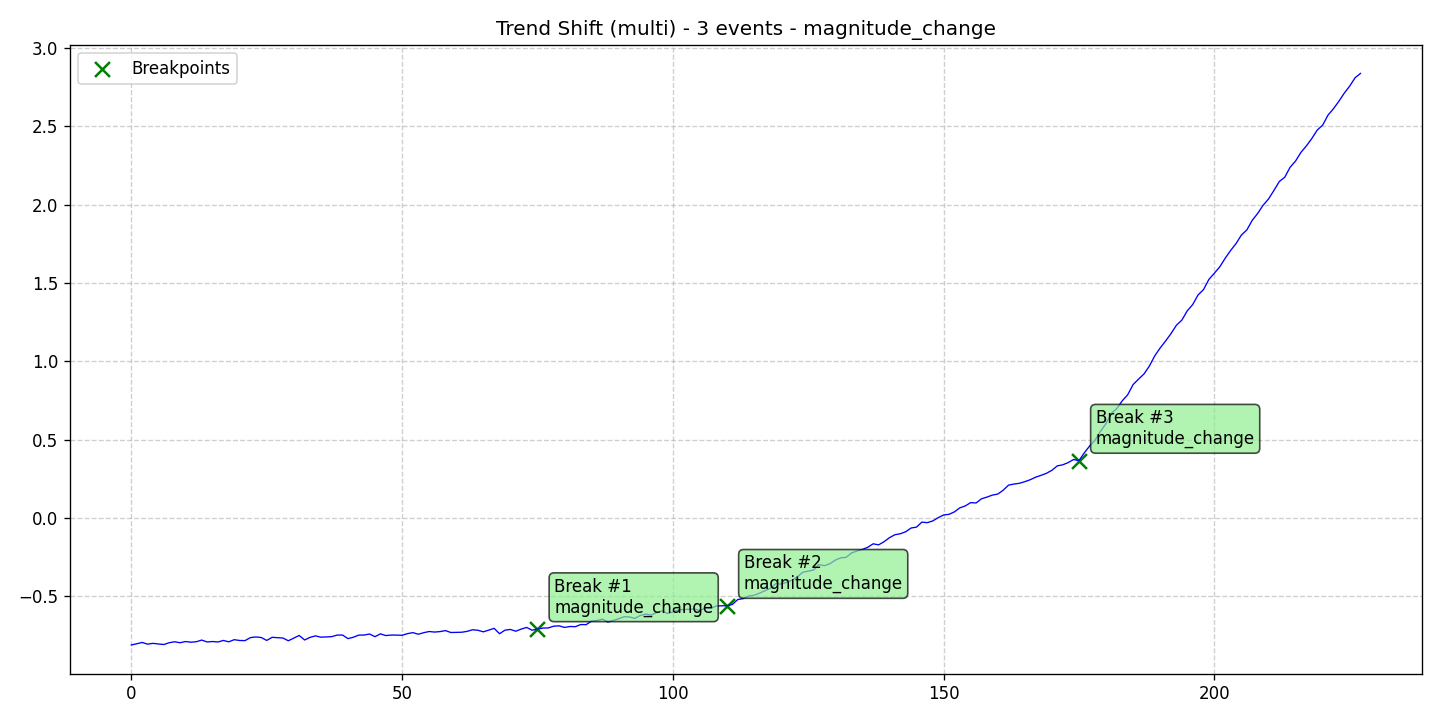 Trend Shift (multi) - 3 events - magnitude_change
3.0
2.5
2.0
1.5
1.0
0.5
0.0
−0.5
Breakpoints
Break #3
magnitude_change
Break #2
magnitude_change
Break #1
magnitude_change
0
50
100
150
200